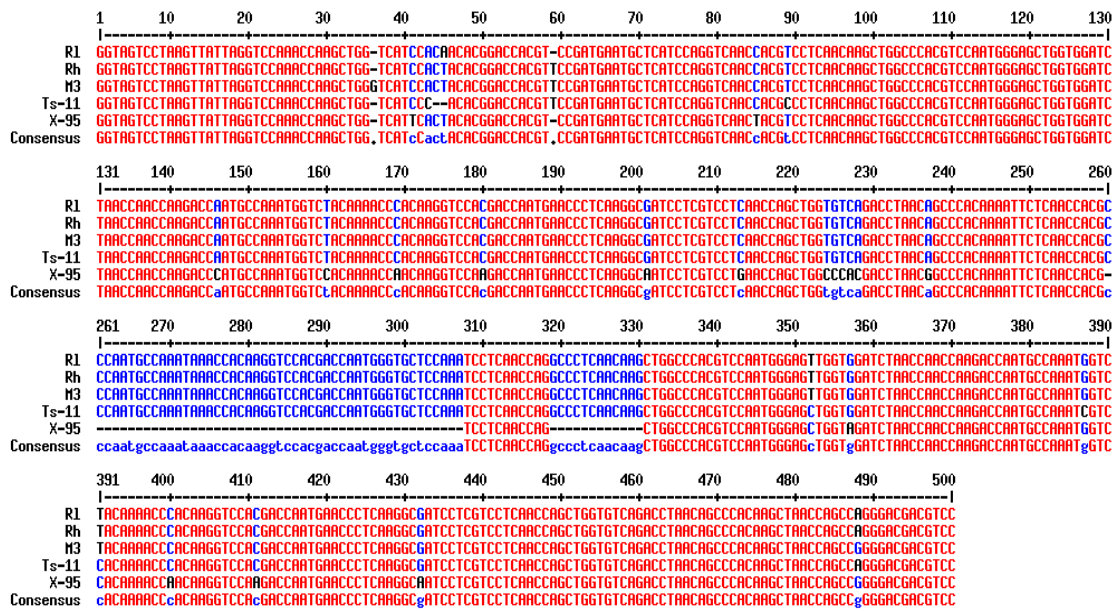 1 10 20 30 40 50 60 70 80 90 100 110 120 130
|--------+---------+---------+---------+---------+---------+---------+---------+---------+---------+---------+---------+---------|
R1 GGTAGTCCTAAGTTATTAGGTCCAAACCAAGCTGG-TCATCCACAACACGGACCACGT-CCGATGAATGCTCATCCAGGTCAACCACGTCCTCAACAAGCTGGCCCACGTCCAATGGGAGCTGGTGGATC
Rh GGTAGTCCTAAGTTATTAGGTCCAAACCAAGCTGG-TCATCCACTACACGGACCACGTTCCGATGAATGCTCATCCAGGTCAACCACGTCCTCAACAAGCTGGCCCACGTCCAATGGGAGCTGGTGGATC
M3 GGTAGTCCTAAGTTATTAGGTCCAAACCAAGCTGGGTCATCCACTACACGGACCACGTTCCGATGAATGCTCATCCAGGTCAACCACGTCCTCAACAAGCTGGCCCACGTCCAATGGGAGCTGGTGGATC
Ts-11 GGTAGTCCTAAGTTATTAGGTCCAAACCAAGCTGG-TCATCCC--ACACGGACCACGTTCCGATGAATGCTCATCCAGGTCAACCACGCCCTCAACAAGCTGGCCCACGTCCAATGGGAGCTGGTGGATC
X-95 GGTAGTCCTAAGTTATTAGGTCCAAACCAAGCTGG-TCATTCACTACACGGACCACGT-CCGATGAATGCTCATCCAGGTCAACTACGTCCTCAACAAGCTGGCCCACGTCCAATGGGAGCTGGTGGATC
Consensus GGTAGTCCTAAGTTATTAGGTCCAAACCAAGCTGG.TCATcCactACACGGACCACGT.CCGATGAATGCTCATCCAGGTCAACcACGtCCTCAACAAGCTGGCCCACGTCCAATGGGAGCTGGTGGATC
131 140 150 160 170 180 190 200 210 220 230 240 250 260
|--------+---------+---------+---------+---------+---------+---------+---------+---------+---------+---------+---------+---------|
R1 TAACCAACCAAGACCAATGCCAAATGGTCTACAAAACCCACAAGGTCCACGACCAATGAACCCTCAAGGCGATCCTCGTCCTCAACCAGCTGGTGTCAGACCTAACAGCCCACAAAATTCTCAACCACGC
Rh TAACCAACCAAGACCAATGCCAAATGGTCTACAAAACCCACAAGGTCCACGACCAATGAACCCTCAAGGCGATCCTCGTCCTCAACCAGCTGGTGTCAGACCTAACAGCCCACAAAATTCTCAACCACGC
M3 TAACCAACCAAGACCAATGCCAAATGGTCTACAAAACCCACAAGGTCCACGACCAATGAACCCTCAAGGCGATCCTCGTCCTCAACCAGCTGGTGTCAGACCTAACAGCCCACAAAATTCTCAACCACGC
Ts-11 TAACCAACCAAGACCAATGCCAAATGGTCTACAAAACCCACAAGGTCCACGACCAATGAACCCTCAAGGCGATCCTCGTCCTCAACCAGCTGGTGTCAGACCTAACAGCCCACAAAATTCTCAACCACGC
X-95 TAACCAACCAAGACCCATGCCAAATGGTCCACAAAACCAACAAGGTCCAAGACCAATGAACCCTCAAGGCAATCCTCGTCCTGAACCAGCTGGCCCACGACCTAACGGCCCACAAAATTCTCAACCACG-
Consensus TAACCAACCAAGACCaATGCCAAATGGTCtACAAAACCcACAAGGTCCAcGACCAATGAACCCTCAAGGCgATCCTCGTCCTcAACCAGCTGGtgtcaGACCTAACaGCCCACAAAATTCTCAACCACGc
261 270 280 290 300 310 320 330 340 350 360 370 380 390
|--------+---------+---------+---------+---------+---------+---------+---------+---------+---------+---------+---------+---------|
R1 CCAATGCCAAATAAACCACAAGGTCCACGACCAATGGGTGCTCCAAATCCTCAACCAGGCCCTCAACAAGCTGGCCCACGTCCAATGGGAGTTGGTGGATCTAACCAACCAAGACCAATGCCAAATGGTC
Rh CCAATGCCAAATAAACCACAAGGTCCACGACCAATGGGTGCTCCAAATCCTCAACCAGGCCCTCAACAAGCTGGCCCACGTCCAATGGGAGTTGGTGGATCTAACCAACCAAGACCAATGCCAAATGGTC
M3 CCAATGCCAAATAAACCACAAGGTCCACGACCAATGGGTGCTCCAAATCCTCAACCAGGCCCTCAACAAGCTGGCCCACGTCCAATGGGAGTTGGTGGATCTAACCAACCAAGACCAATGCCAAATGGTC
Ts-11 CCAATGCCAAATAAACCACAAGGTCCACGACCAATGGGTGCTCCAAATCCTCAACCAGGCCCTCAACAAGCTGGCCCACGTCCAATGGGAGCTGGTGGATCTAACCAACCAAGACCAATGCCAAATCGTC
X-95 -----------------------------------------------TCCTCAACCAG------------CTGGCCCACGTCCAATGGGAGCTGGTAGATCTAACCAACCAAGACCAATGCCAAATGGTC
Consensus ccaatgccaaataaaccacaaggtccacgaccaatgggtgctccaaaTCCTCAACCAGgccctcaacaagCTGGCCCACGTCCAATGGGAGcTGGTgGATCTAACCAACCAAGACCAATGCCAAATgGTC
391 400 410 420 430 440 450 460 470 480 490 500
|--------+---------+---------+---------+---------+---------+---------+---------+---------+---------+---------|
R1 TACAAAACCCACAAGGTCCACGACCAATGAACCCTCAAGGCGATCCTCGTCCTCAACCAGCTGGTGTCAGACCTAACAGCCCACAAGCTAACCAGCCAGGGACGACGTCC
Rh TACAAAACCCACAAGGTCCACGACCAATGAACCCTCAAGGCGATCCTCGTCCTCAACCAGCTGGTGTCAGACCTAACAGCCCACAAGCTAACCAGCCAGGGACGACGTCC
M3 TACAAAACCCACAAGGTCCACGACCAATGAACCCTCAAGGCGATCCTCGTCCTCAACCAGCTGGTGTCAGACCTAACAGCCCACAAGCTAACCAGCCGGGGACGACGTCC
Ts-11 CACAAAACCCACAAGGTCCACGACCAATGAACCCTCAAGGCGATCCTCGTCCTCAACCAGCTGGTGTCAGACCTAACAGCCCACAAGCTAACCAGCCAGGGACGACGTCC
X-95 CACAAAACCAACAAGGTCCAAGACCAATGAACCCTCAAGGCAATCCTCGTCCTCAACCAGCTGGTGTCAGACCTAACAGCCCACAAGCTAACCAGCCGGGGACGACGTCC
Consensus cACAAAACCcACAAGGTCCAcGACCAATGAACCCTCAAGGCgATCCTCGTCCTCAACCAGCTGGTGTCAGACCTAACAGCCCACAAGCTAACCAGCCgGGGACGACGTCC